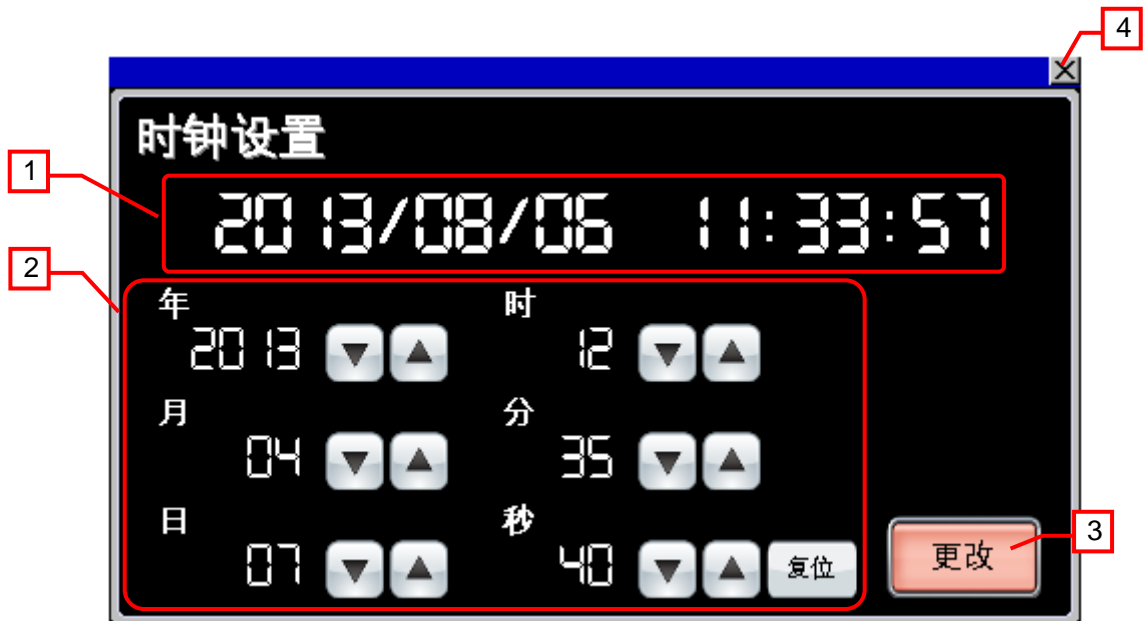 4
时钟设置
1
2013/08/06 11:33:57
2
年 时
2013 ▼ ▲ 12 ▼ ▲
月 分
04 ▼ ▲ 35 ▼ ▲
日 秒
07 ▼ ▲ 40 ▼ ▲ 复位
更改 3